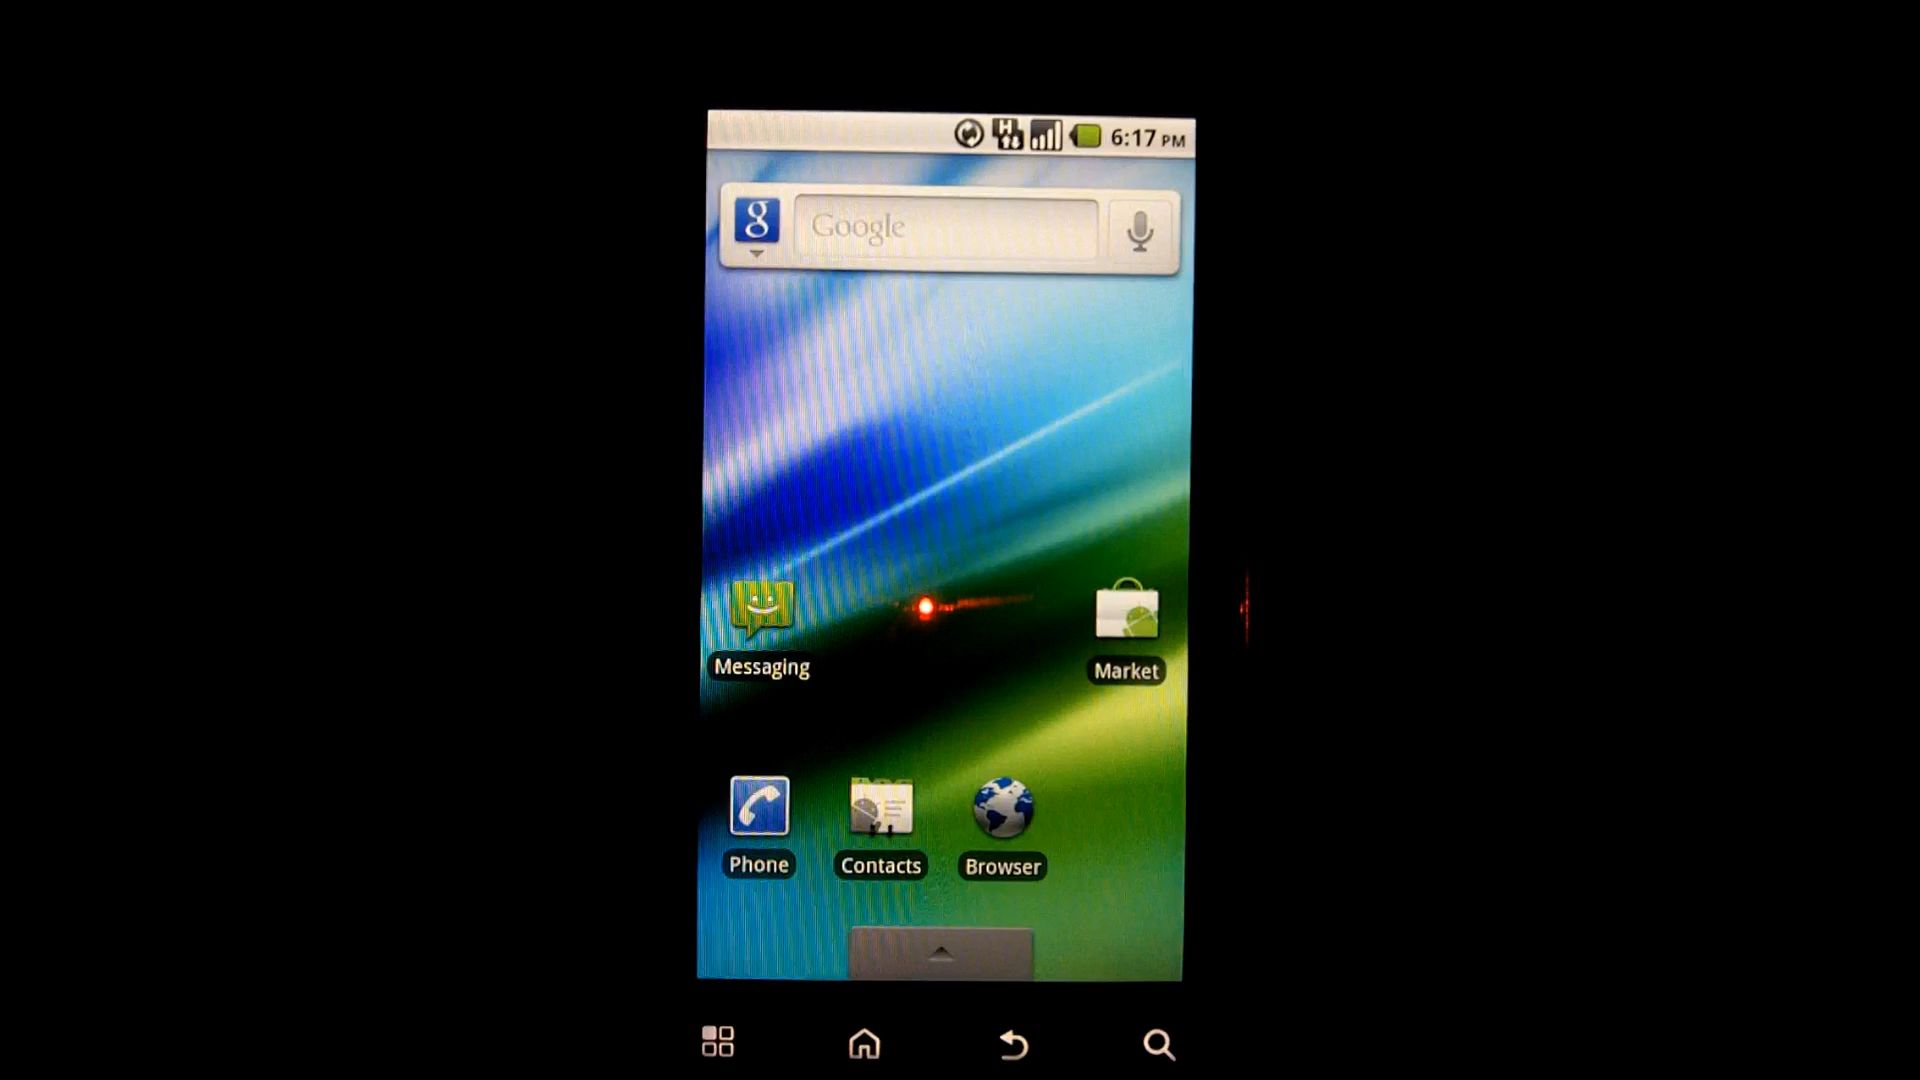 H
6:17 PM
g Google
Messaging
Market
Phone
Contacts
Browser